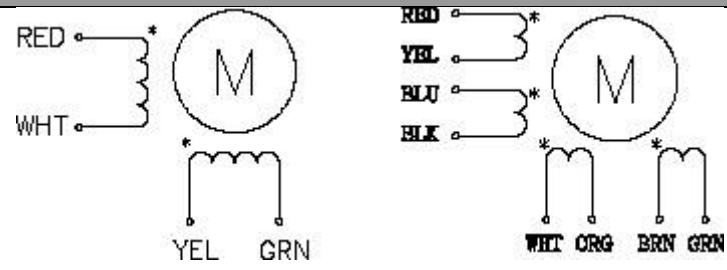 RED *
M
WHT
*
YEL GRN
RED *
YEL
M
BLU *
BLK
* *
WHT ORG BRN GRN